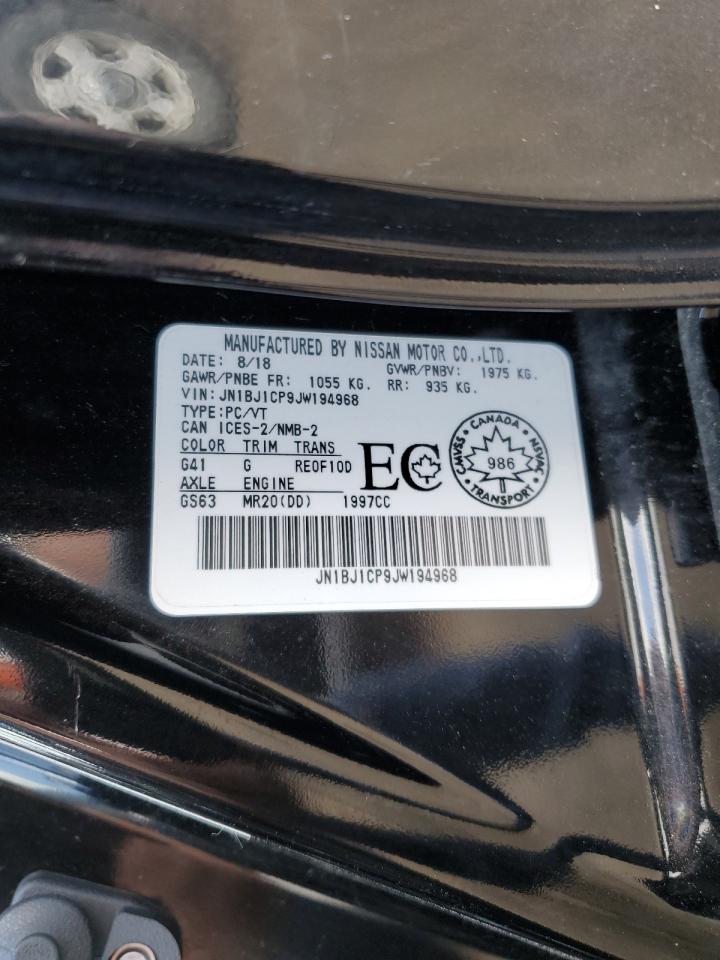 MANUFACTURED BY NISSAN MOTOR CO.,LTD.
DATE: 8/18 GVWR/PNBV: 1975 KG.
GAWR/PNBE FR: 1055 KG. RR: 935 KG.
VIN: JN1BJ1CP9JW194968
TYPE:PC/VT
CAN ICES-2/NMB-2
COLOR TRIM TRANS
G41 G RE0F10D
AXLE ENGINE
GS63 MR20(DD) 1997CC
EC
CANADA
CMVSS 986 NSVAC
TRANSPORT
JN1BJ1CP9JW194968